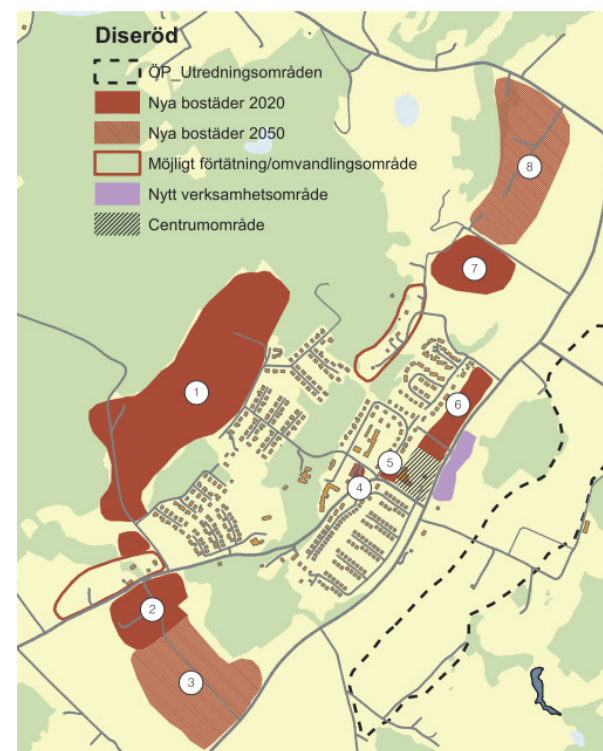 Diseröd
ÖP_Utredningsområden
Nya bostäder 2020
Nya bostäder 2050
Möjligt förtätning/omvandlingsområde
Nytt verksamhetsområde
Centrumområde
8
7
1
6
5
4
2
3